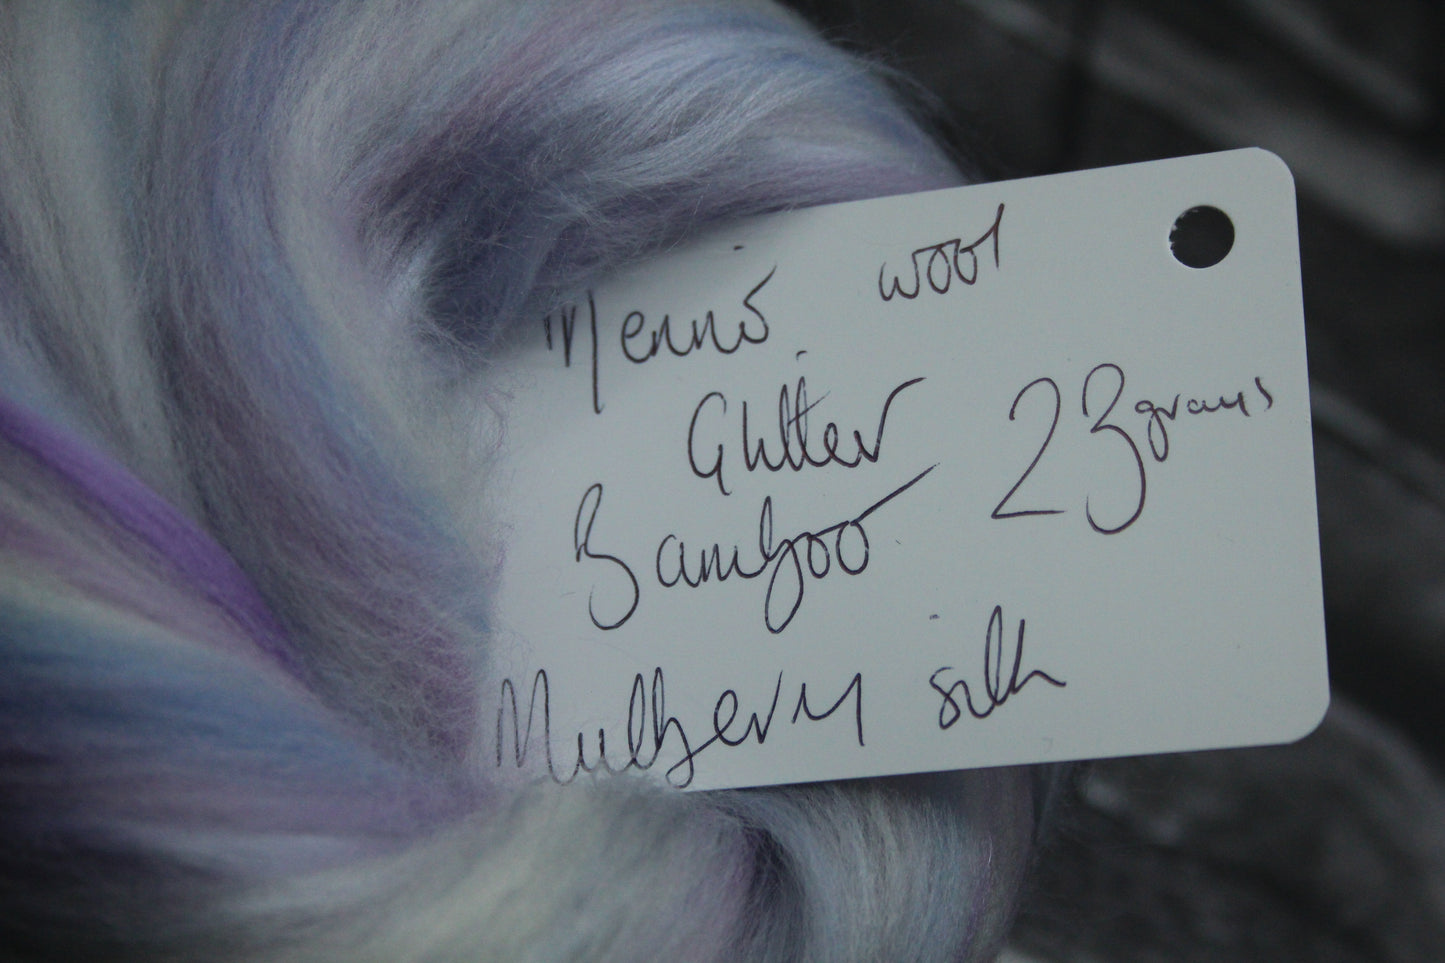 Merino wool
Glitter
23grams
Bamboo
Mulberry silk